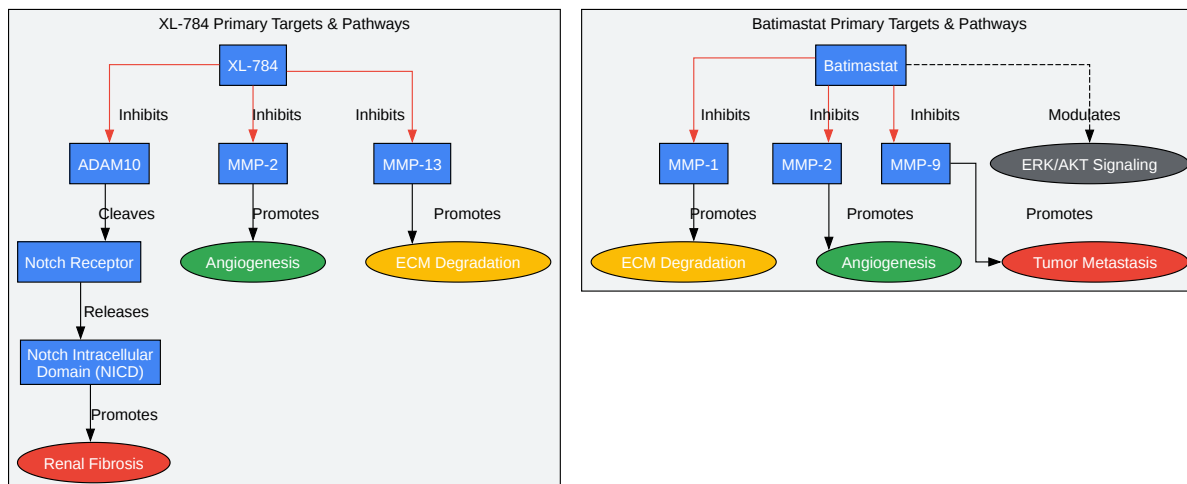 XL-784 Primary Targets & Pathways
XL-784
Inhibits
Inhibits
Inhibits
ADAM10
MMP-2
MMP-13
Cleaves
Promotes
Promotes
Notch Receptor
Angiogenesis
ECM Degradation
Releases
Notch Intracellular
Domain (NICD)
Promotes
Renal Fibrosis
Batimastat Primary Targets & Pathways
Batimastat
Inhibits
Inhibits
Inhibits
Modulates
MMP-1
MMP-2
MMP-9
ERK/AKT Signaling
Promotes
Promotes
Promotes
ECM Degradation
Angiogenesis
Tumor Metastasis